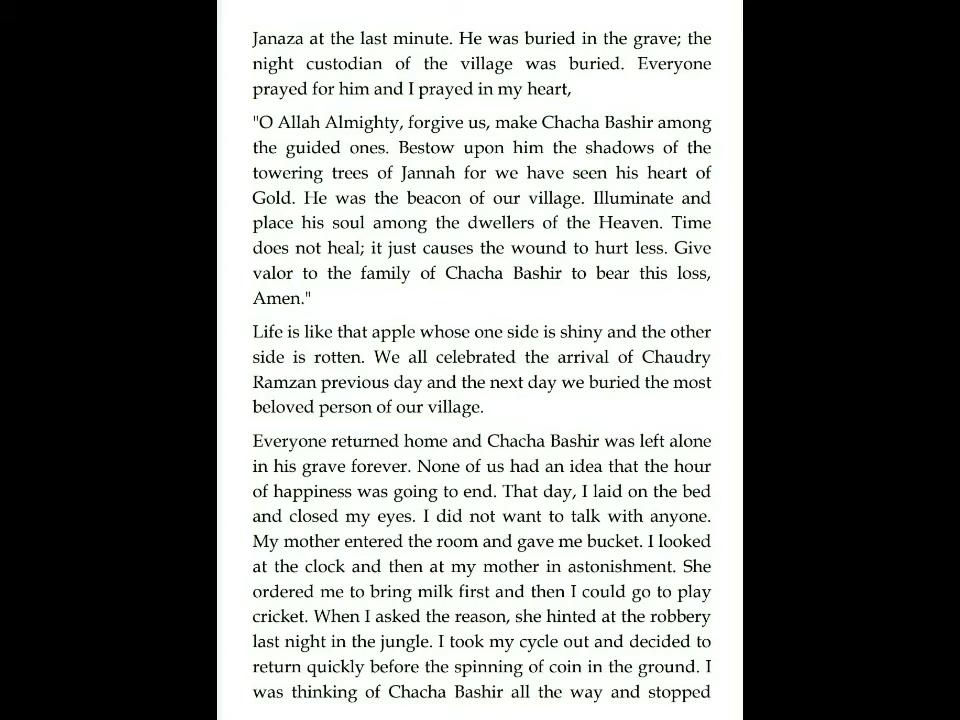 Janaza at the last minute. He was buried in the grave; the
night custodian of the village was buried. Everyone
prayed for him and I prayed in my heart,
"O Allah Almighty, forgive us, make Chacha Bashir among
the guided ones. Bestow upon him the shadows of the
towering trees of Jannah for we have seen his heart of
Gold. He was the beacon of our village. Illuminate and
place his soul among the dwellers of the Heaven. Time
does not heal; it just causes the wound to hurt less. Give
valor to the family of Chacha Bashir to bear this loss,
Amen."
Life is like that apple whose one side is shiny and the other
side is rotten. We all celebrated the arrival of Chaudry
Ramzan previous day and the next day we buried the most
beloved person of our village.
Everyone returned home and Chacha Bashir was left alone
in his grave forever. None of us had an idea that the hour
of happiness was going to end. That day, I laid on the bed
and closed my eyes. I did not want to talk with anyone.
My mother entered the room and gave me bucket. I looked
at the clock and then at my mother in astonishment. She
ordered me to bring milk first and then I could go to play
cricket. When I asked the reason, she hinted at the robbery
last night in the jungle. I took my cycle out and decided to
return quickly before the spinning of coin in the ground. I
was thinking of Chacha Bashir all the way and stopped